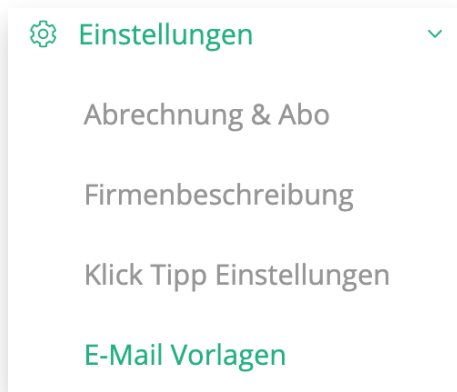 Einstellungen
Abrechnung & Abo
Firmenbeschreibung
Klick Tipp Einstellungen
E-Mail Vorlagen